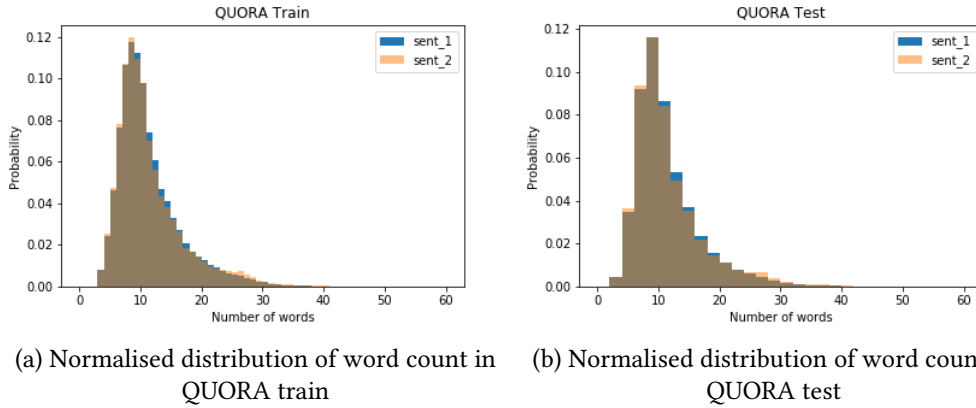 QUORA Train
0.12
0.10
0.08
0.06
0.04
0.02
0.00
Probability
sent_1
sent_2
0 10 20 30 40 50 60
Number of words
QUORA Test
0.12
0.10
0.08
0.06
0.04
0.02
0.00
Probability
sent_1
sent_2
0 10 20 30 40 50 60
Number of words
(a) Normalised distribution of word count in
QUORA train
(b) Normalised distribution of word coun
QUORA test